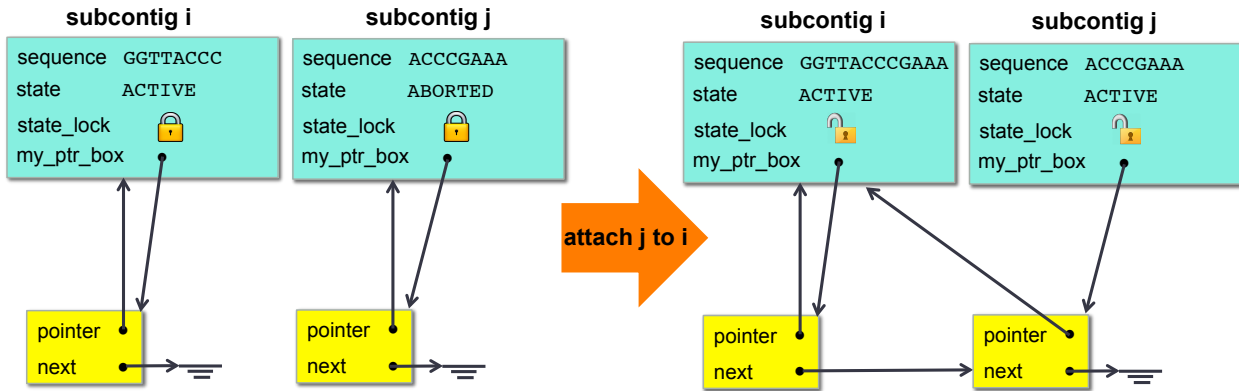 subcontig i
sequence GGTTACCC
state ACTIVE
state_lock
my_ptr_box
pointer
next
subcontig j
sequence ACCCGAAA
state ABORTED
state_lock
my_ptr_box
pointer
next
attach j to i
subcontig i
sequence GGTTACCCGAAA
state ACTIVE
state_lock
my_ptr_box
pointer
next
subcontig j
sequence ACCCGAAA
state ACTIVE
state_lock
my_ptr_box
pointer
next